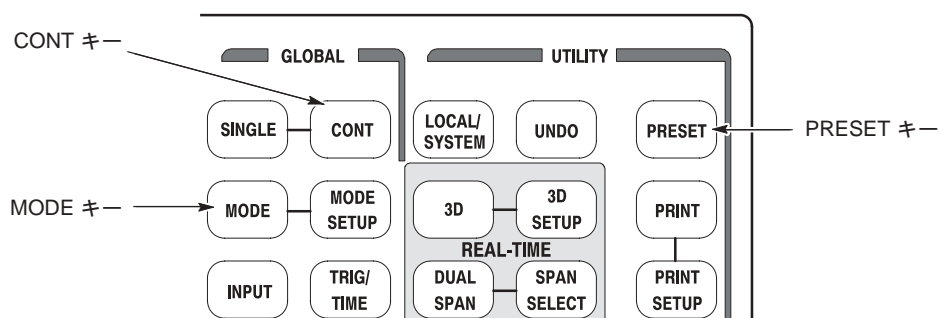 CONT キー
GLOBAL
UTILITY
SINGLE
CONT
LOCAL/
SYSTEM
UNDO
PRESET
PRESET キー
MODE キー
MODE
MODE
SETUP
3D
3D
SETUP
PRINT
REAL-TIME
INPUT
TRIG/
TIME
DUAL
SPAN
SPAN
SELECT
PRINT
SETUP